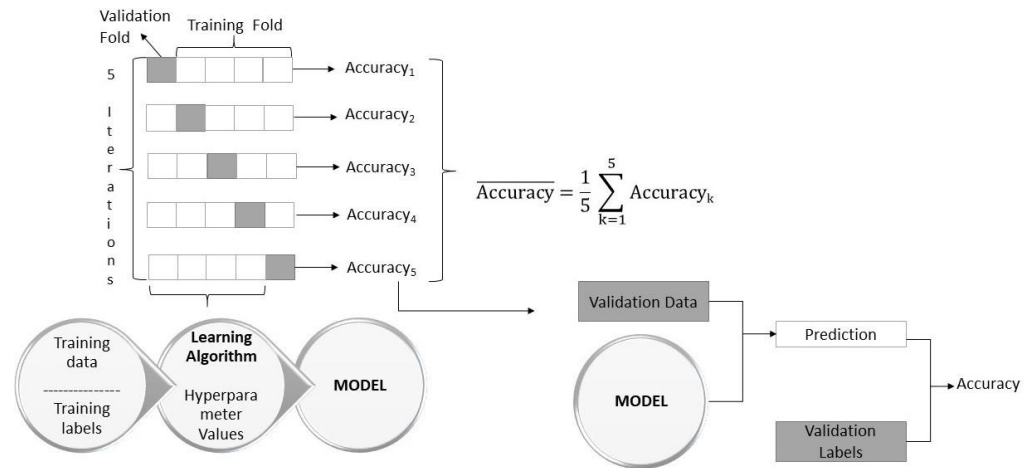 Validation
Fold
Training Fold
5 Iterations
Accuracy₁
Accuracy₂
Accuracy₃
Accuracy₄
Accuracy₅
Accuracy = 1/5 5∑k=1 Accuracyₖ
Training
data
---------------
Training
labels
Learning
Algorithm
Hyperpara
meter
Values
MODEL
Validation Data
MODEL
Prediction
Validation
Labels
Accuracy